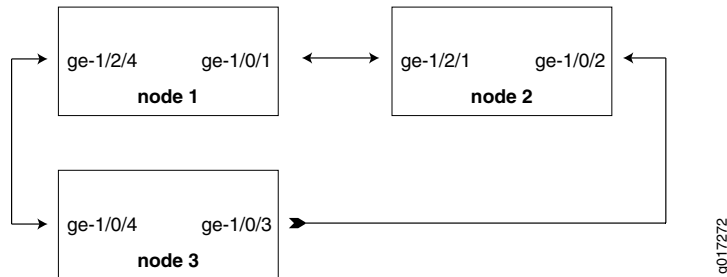 ge-1/2/4 ge-1/0/1
node 1
ge-1/2/1 ge-1/0/2
node 2
ge-1/0/4 ge-1/0/3
node 3
g017272